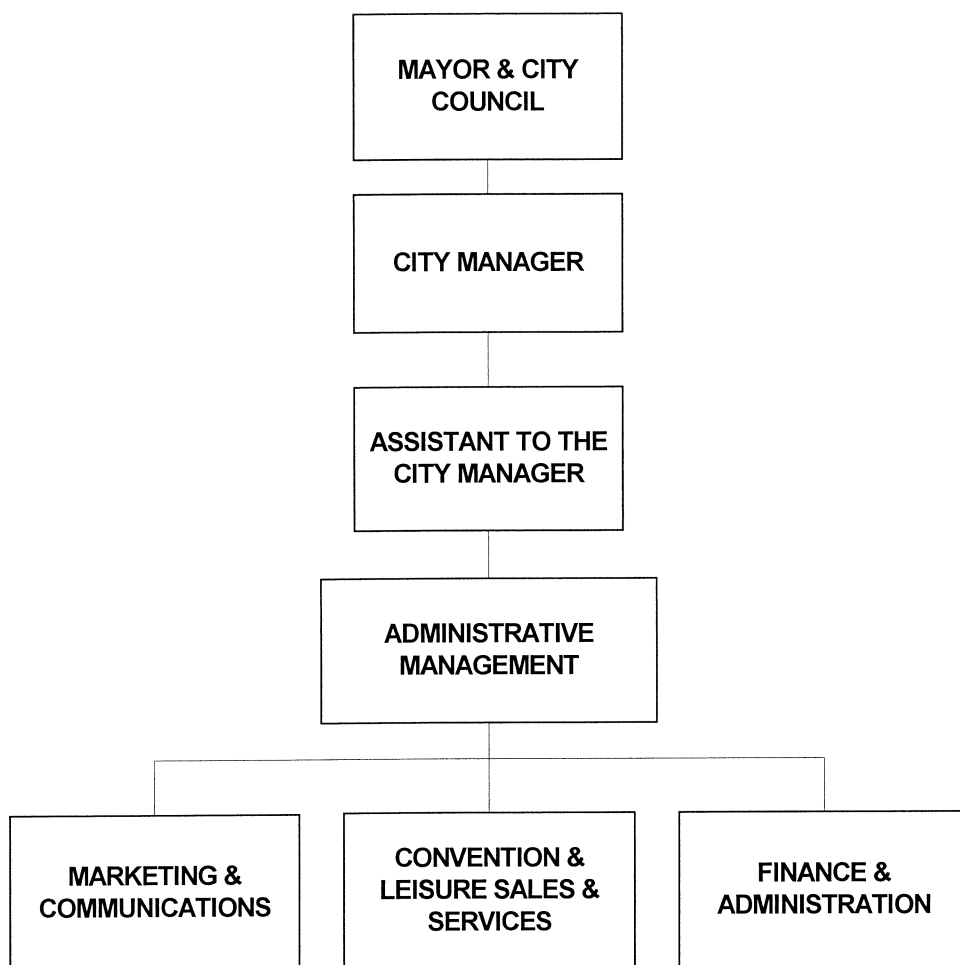 MAYOR & CITY
COUNCIL
CITY MANAGER
ASSISTANT TO THE
CITY MANAGER
ADMINISTRATIVE
MANAGEMENT
MARKETING &
COMMUNICATIONS
CONVENTION &
LEISURE SALES &
SERVICES
FINANCE &
ADMINISTRATION